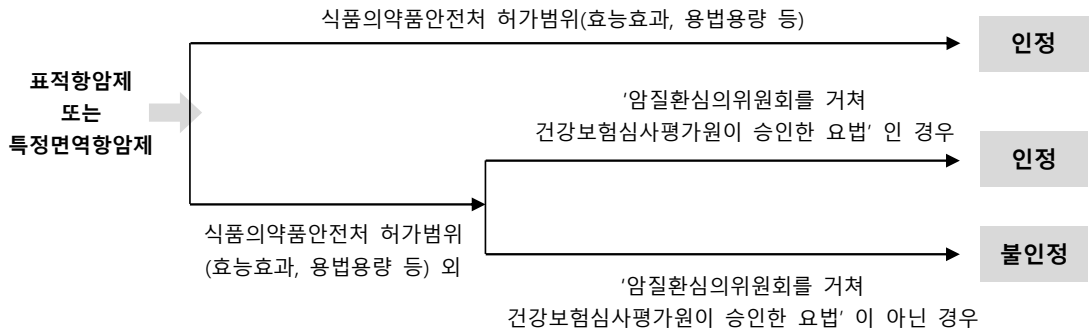 식품의약품안전처 허가범위(효능효과, 용법용량 등)
인정
표적항암제
또는
특정면역항암제
'암질환심의위원회를 거쳐
건강보험심사평가원이 승인한 요법' 인 경우
인정
식품의약품안전처 허가범위
(효능효과, 용법용량 등) 외
불인정
'암질환심의위원회를 거쳐
건강보험심사평가원이 승인한 요법' 이 아닌 경우